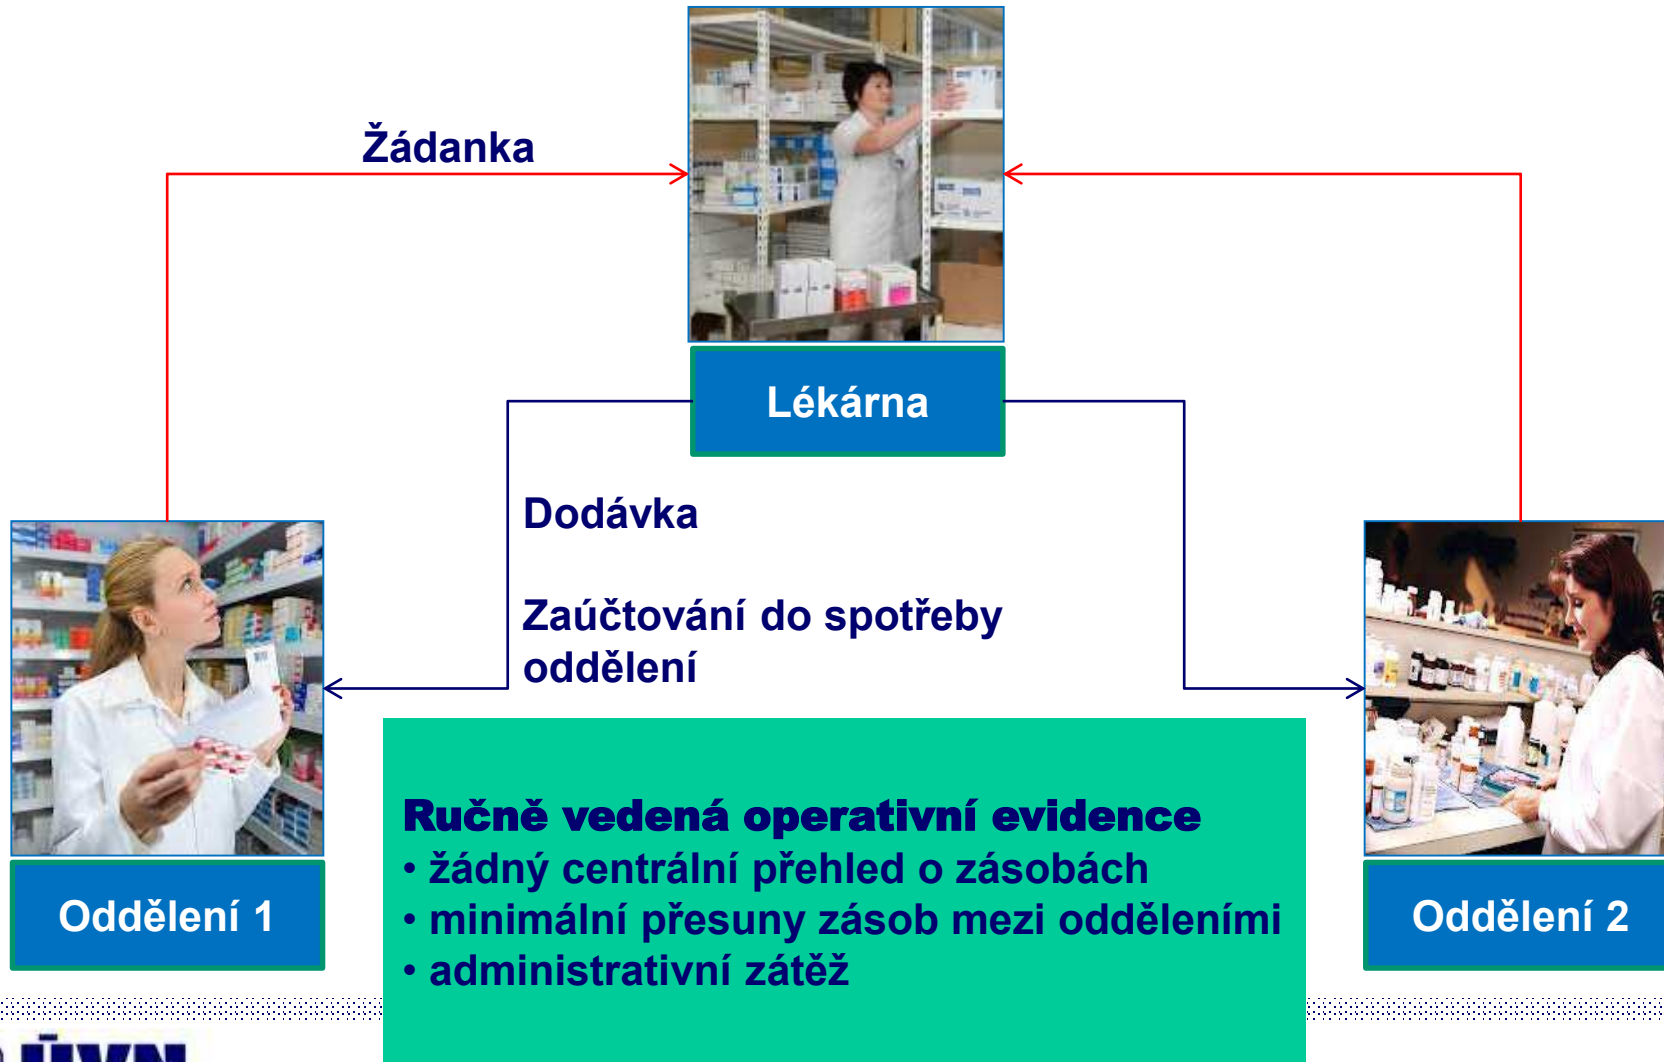 Žádanka
Lékárna
Dodávka
Zaúčtování do spotřeby
oddělení
Ručně vedená operativní evidence
• žádný centrální přehled o zásobách
• minimální přesuny zásob mezi odděleními
• administrativní zátěž
Oddělení 1
Oddělení 2
ÚVN